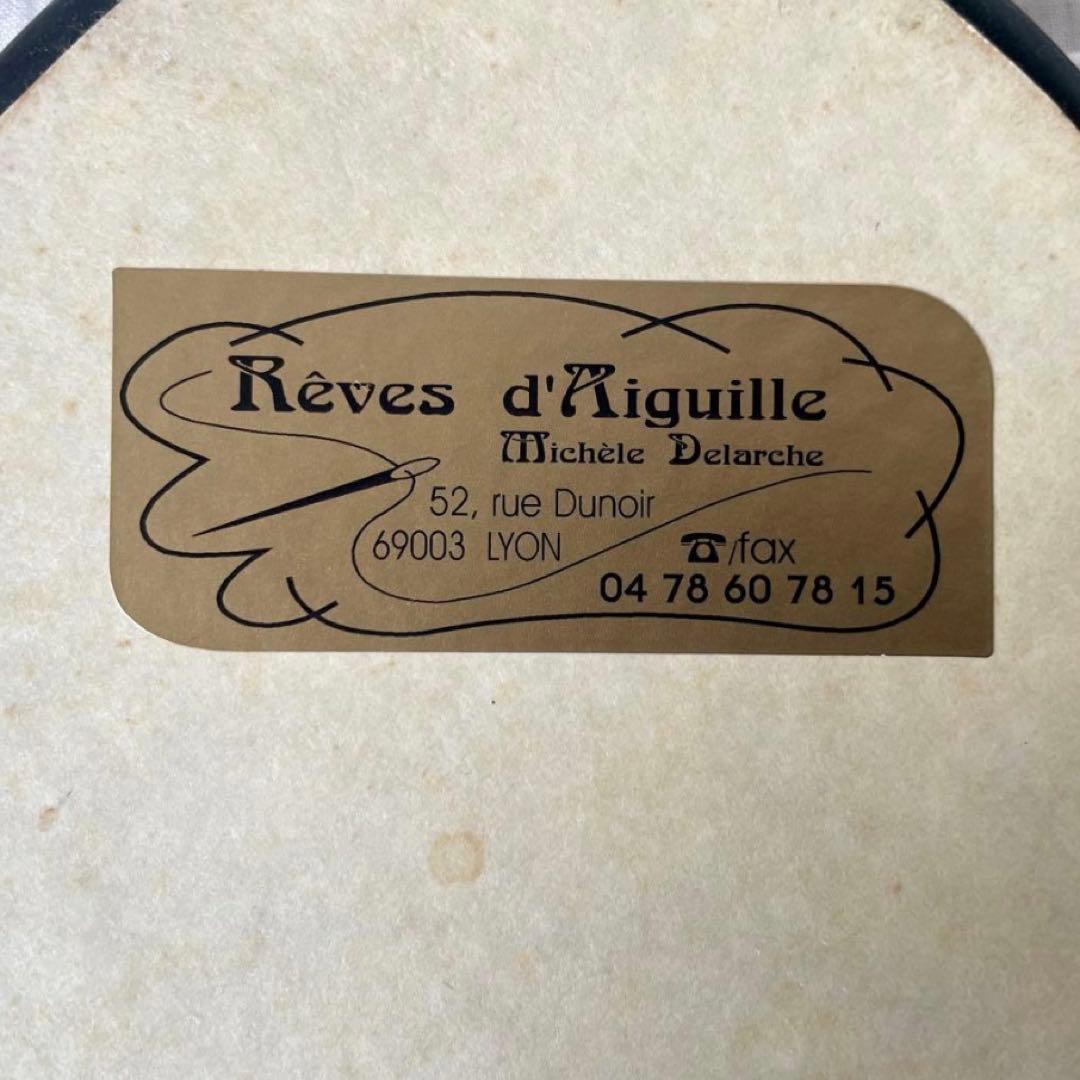 Rêves d'Aiguille
Michèle Delarche
52, rue Dunoir
69003 LYON
☎/fax
04 78 60 78 15